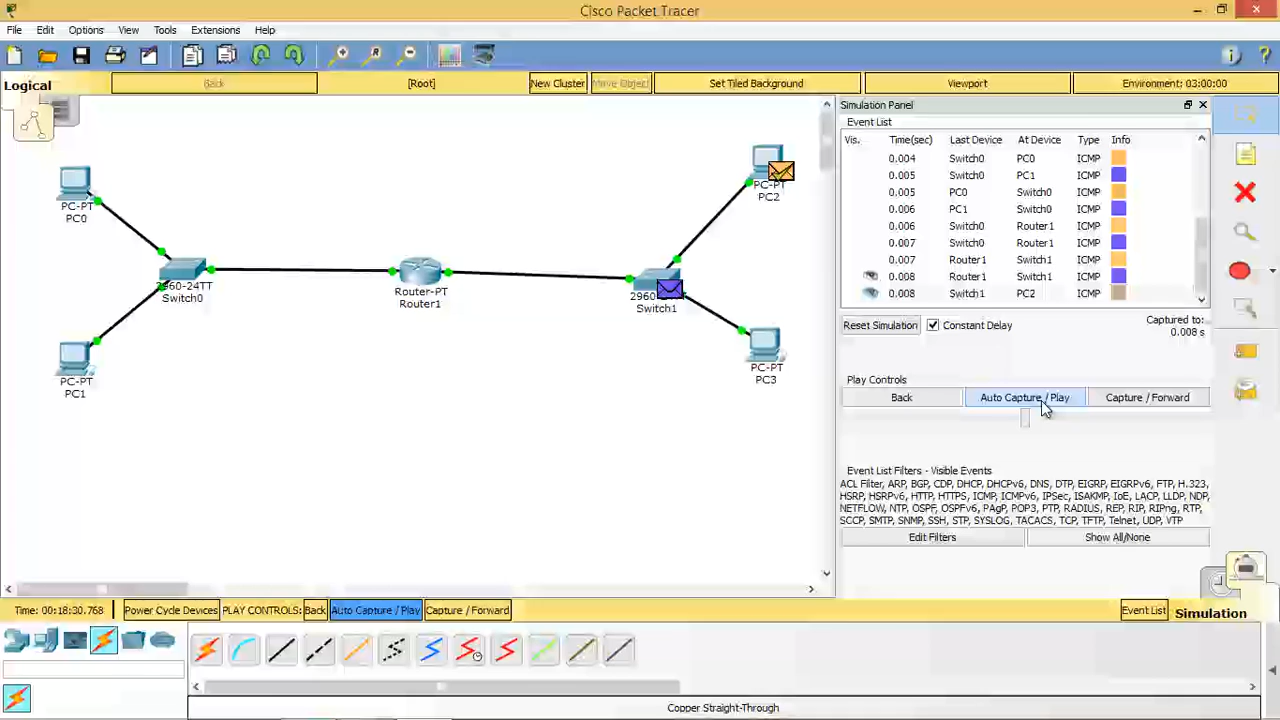 Cisco Packet Tracer
File Edit Options View Tools Extensions Help
Logical Back [Root] New Cluster Move Object Set Tiled Background Viewport Environment: 03:00:00
Simulation Panel
Event List
Vis. Time(sec) Last Device At Device Type Info
0.004 Switch0 PC0 ICMP
0.005 Switch0 PC1 ICMP
0.005 PC0 Switch0 ICMP
0.006 PC1 Switch0 ICMP
0.006 Switch0 Router1 ICMP
0.007 Switch0 Router1 ICMP
0.007 Router1 Switch1 ICMP
0.008 Router1 Switch1 ICMP
0.008 Switch1 PC2 ICMP
Reset Simulation Constant Delay
Captured to:
0.008 s
Play Controls
Back Auto Capture / Play Capture / Forward
Event List Filters - Visible Events
ACL Filter, ARP, BGP, CDP, DHCP, DHCPv6, DNS, DTP, EIGRP, EIGRPv6, FTP, H.323,
HSRP, HSRPv6, HTTP, HTTPS, ICMP, ICMPv6, IPSec, ISAKMP, IoE, LACP, LLDP, NDP,
NETFLOW, NTP, OSPF, OSPFv6, PAgP, POP3, PTP, RADIUS, REP, RIP, RIPng, RTP,
SCCP, SMTP, SNMP, SSH, STP, SYSLOG, TACACS, TCP, TFTP, Telnet, UDP, VTP
Edit Filters Show All/None
PC-PT
PC0
PC-PT
PC1
2960-24TT
Switch0
Router-PT
Router1
2960-
Switch1
PC-PT
PC2
PC-PT
PC3
Time: 00:18:30.768 Power Cycle Devices PLAY CONTROLS: Back Auto Capture / Play Capture / Forward Event List Simulation
Copper Straight-Through